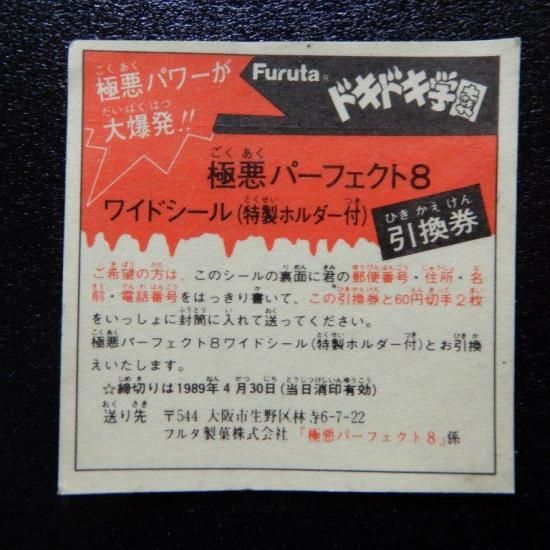 極悪パワーが
大爆発!!
Furuta®
ドキドキ学園
極悪パーフェクト8
ワイドシール(特製ホルダー付)
引換券
ご希望の方は、このシールの裏面に君の郵便番号・住所・名
前・電話番号をはっきり書いて、この引換券と60円切手2枚
をいっしょに封筒に入れて送ってください。
極悪パーフェクト8ワイドシール(特製ホルダー付)とお引換
えいたします。
☆締切りは1989年4月30日(当日消印有効)
送り先 〒544 大阪市生野区林寺6-7-22
フルタ製菓株式会社「極悪パーフェクト8」係